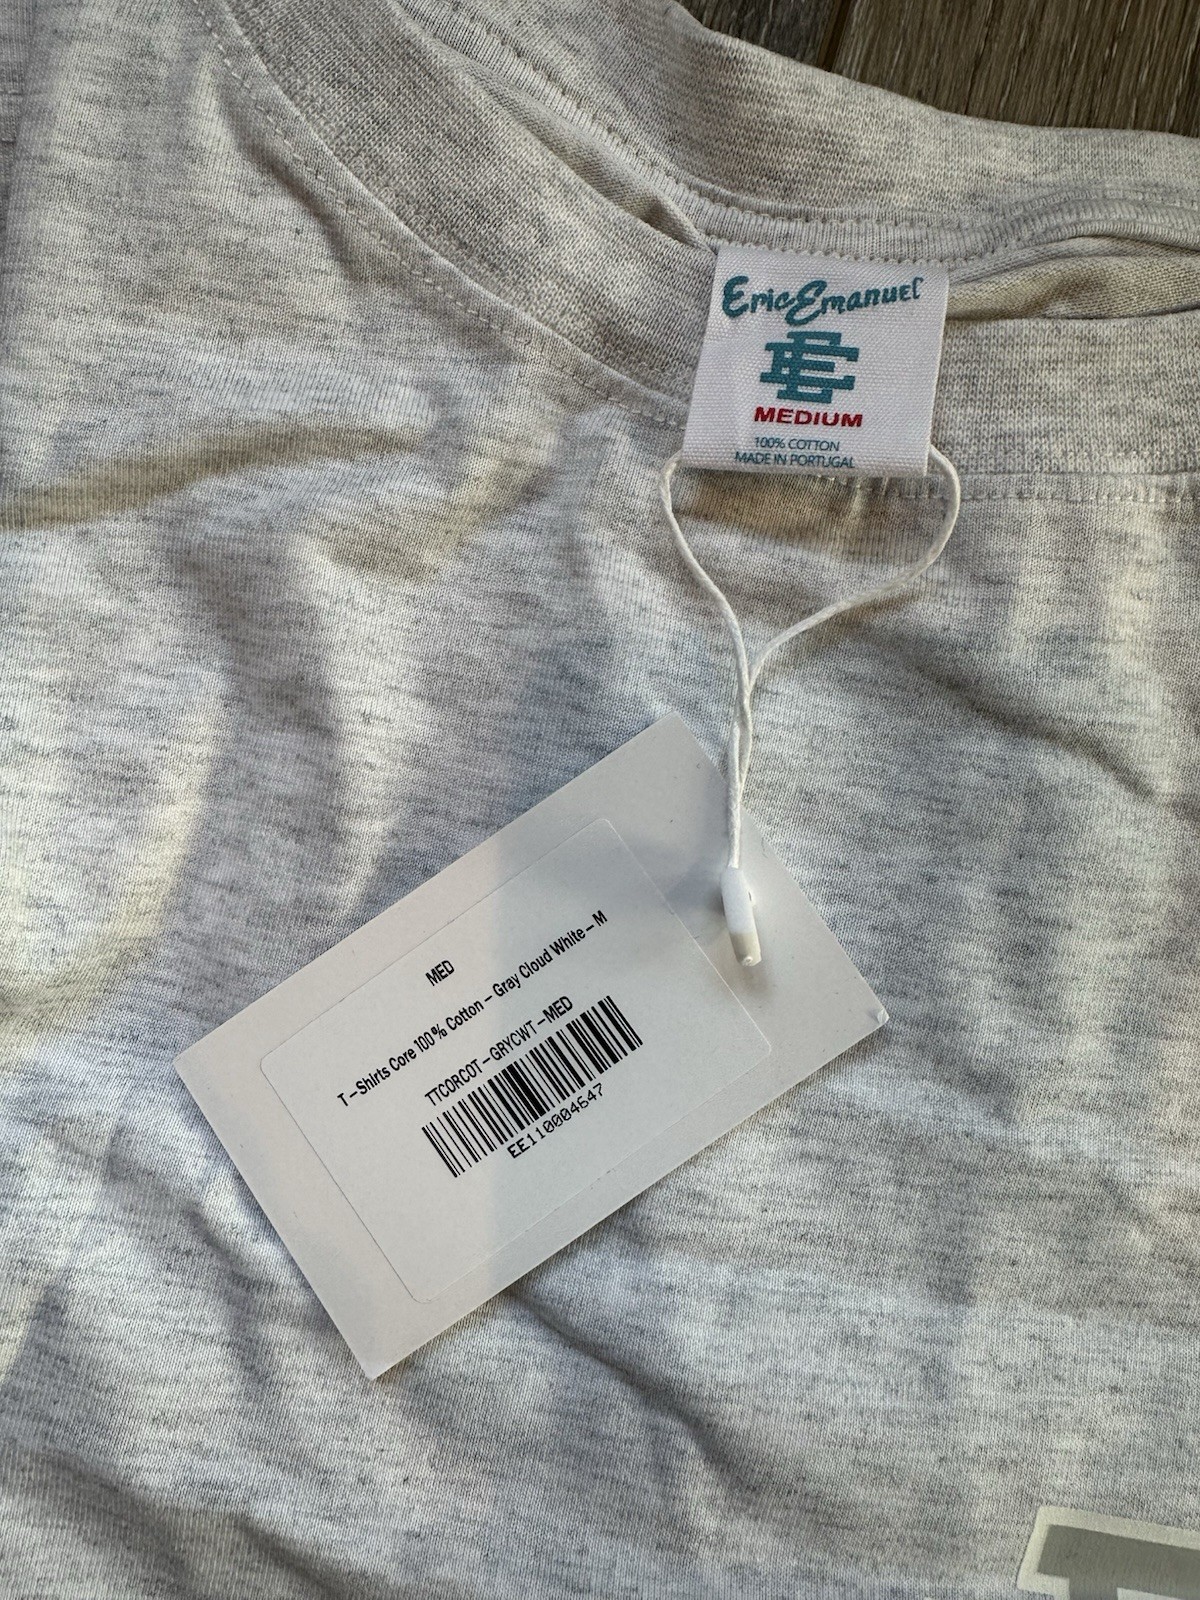 Eric Emanuel
EE
MEDIUM
100% COTTON
MADE IN PORTUGAL
MED
T-Shirts Core 100% Cotton - Gray Cloud White - M
TTCORCOT-GRYCWT-MED
EE110004647